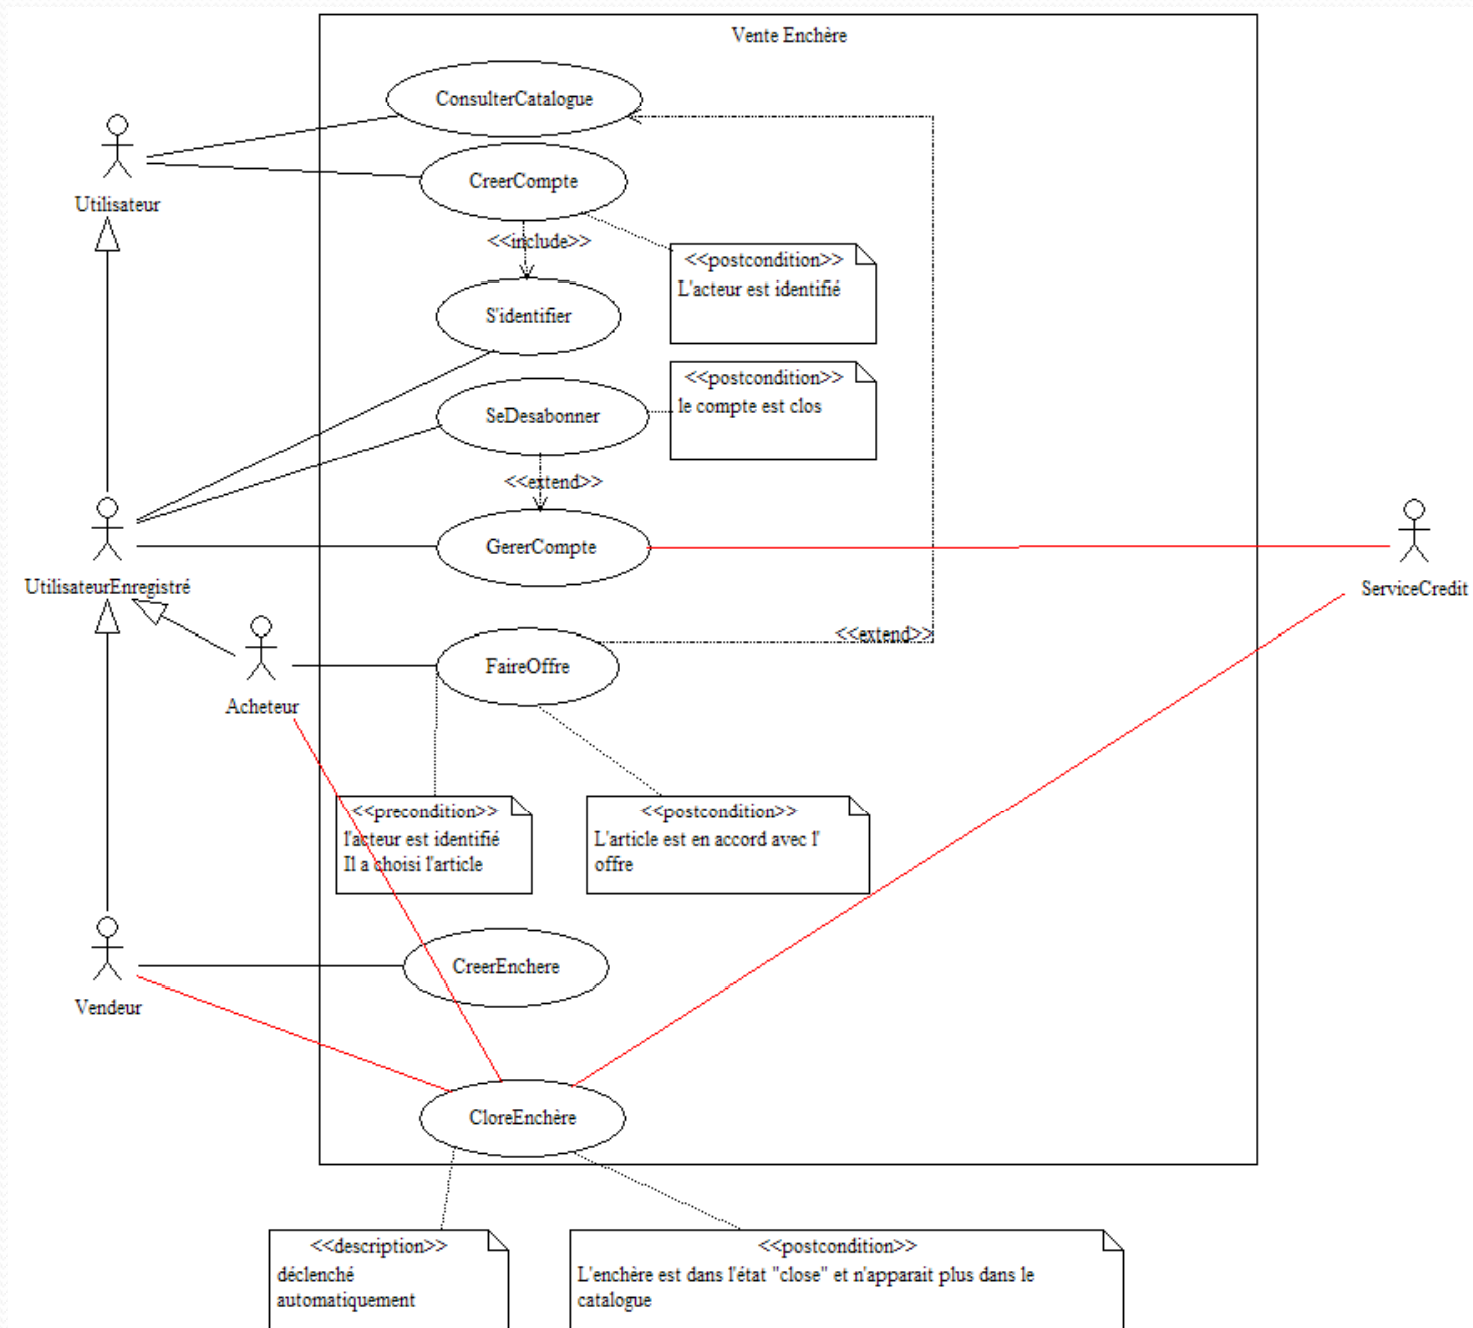 Vente Enchère
ConsulterCatalogue
CreerCompte
Utilisateur
<<include>>
<<postcondition>>
L'acteur est identifié
S'identifier
<<postcondition>>
le compte est clos
SeDesabonner
<<extend>>
GererCompte
UtilisateurEnregistré
ServiceCredit
<<extend>>
FaireOffre
Acheteur
<<precondition>>
l'acteur est identifié
Il a choisi l'article
<<postcondition>>
L'article est en accord avec l'
offre
CreerEnchere
Vendeur
CloreEnchère
<<description>>
déclenché
automatiquement
<<postcondition>>
L'enchère est dans l'état "close" et n'apparait plus dans le
catalogue